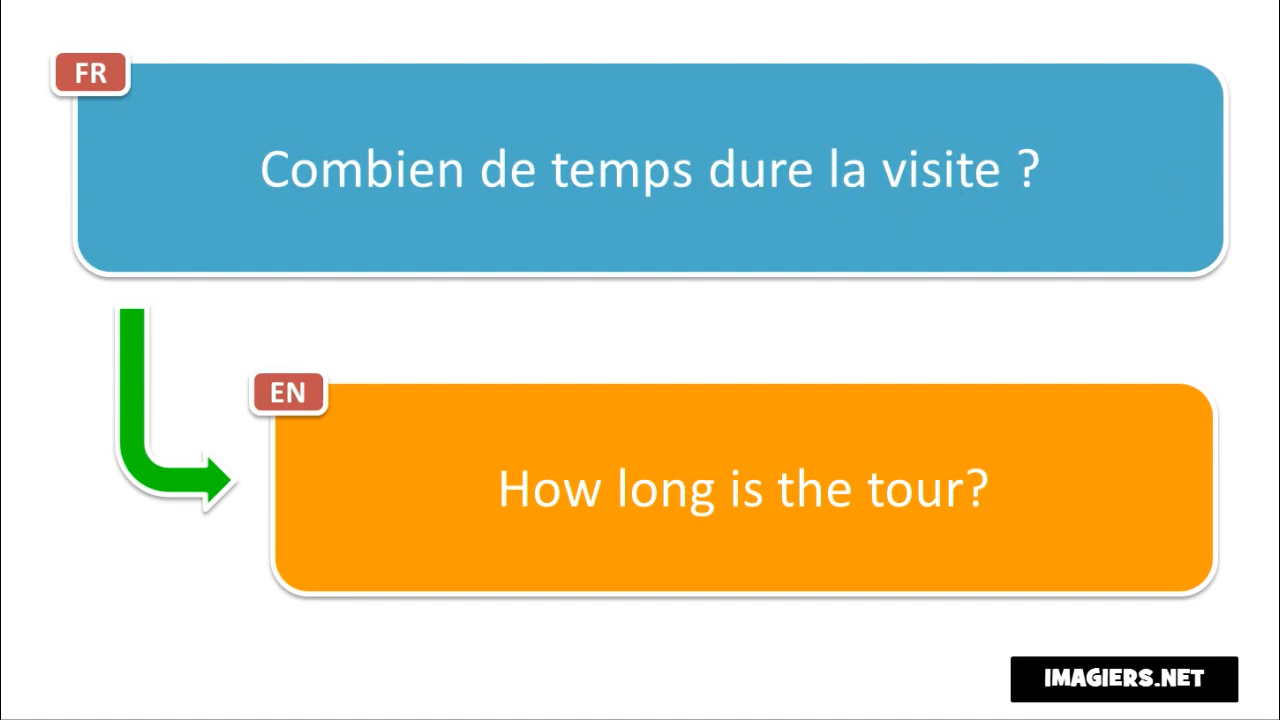 FR
Combien de temps dure la visite ?
EN
How long is the tour?
IMAGIERS.NET